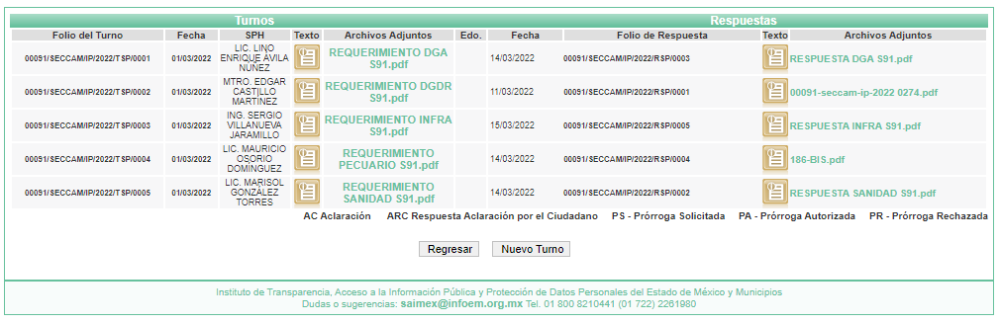 Turnos Respuestas
Folio del Turno Fecha SPH Texto Archivos Adjuntos Edo. Fecha Folio de Respuesta Texto Archivos Adjuntos
LIC. LINO
00091/SECCAM/IP/2022/TSP/0001 01/03/2022 ENRIQUE ÁVILA REQUERIMIENTO DGA 14/03/2022 00091/SECCAM/IP/2022/RSP/0003 RESPUESTA DGA S91.pdf
NÚÑEZ S91.pdf
MTRO. EDGAR
00091/SECCAM/IP/2022/TSP/0002 01/03/2022 CASTILLO REQUERIMIENTO DGDR 11/03/2022 00091/SECCAM/IP/2022/RSP/0001 00091-seccam-ip-2022 0274.pdf
MARTÍNEZ S91.pdf
ING. SERGIO
00091/SECCAM/IP/2022/TSP/0003 01/03/2022 VILLANUEVA REQUERIMIENTO INFRA 15/03/2022 00091/SECCAM/IP/2022/RSP/0005 RESPUESTA INFRA S91.pdf
JARAMILLO S91.pdf
LIC. MAURICIO
00091/SECCAM/IP/2022/TSP/0004 01/03/2022 OSORIO REQUERIMIENTO 14/03/2022 00091/SECCAM/IP/2022/RSP/0004 186-BIS.pdf
DOMÍNGUEZ PECUARIO S91.pdf
LIC. MARISOL
00091/SECCAM/IP/2022/TSP/0005 01/03/2022 GONZÁLEZ REQUERIMIENTO 14/03/2022 00091/SECCAM/IP/2022/RSP/0002 RESPUESTA SANIDAD S91.pdf
TORRES SANIDAD S91.pdf
AC Aclaración ARC Respuesta Aclaración por el Ciudadano PS - Prórroga Solicitada PA - Prórroga Autorizada PR - Prórroga Rechazada
Regresar Nuevo Turno
Instituto de Transparencia, Acceso a la Información Pública y Protección de Datos Personales del Estado de México y Municipios
Dudas o sugerencias: saimex@infoem.org.mx Tel. 01 800 8210441 (01 722) 2261980